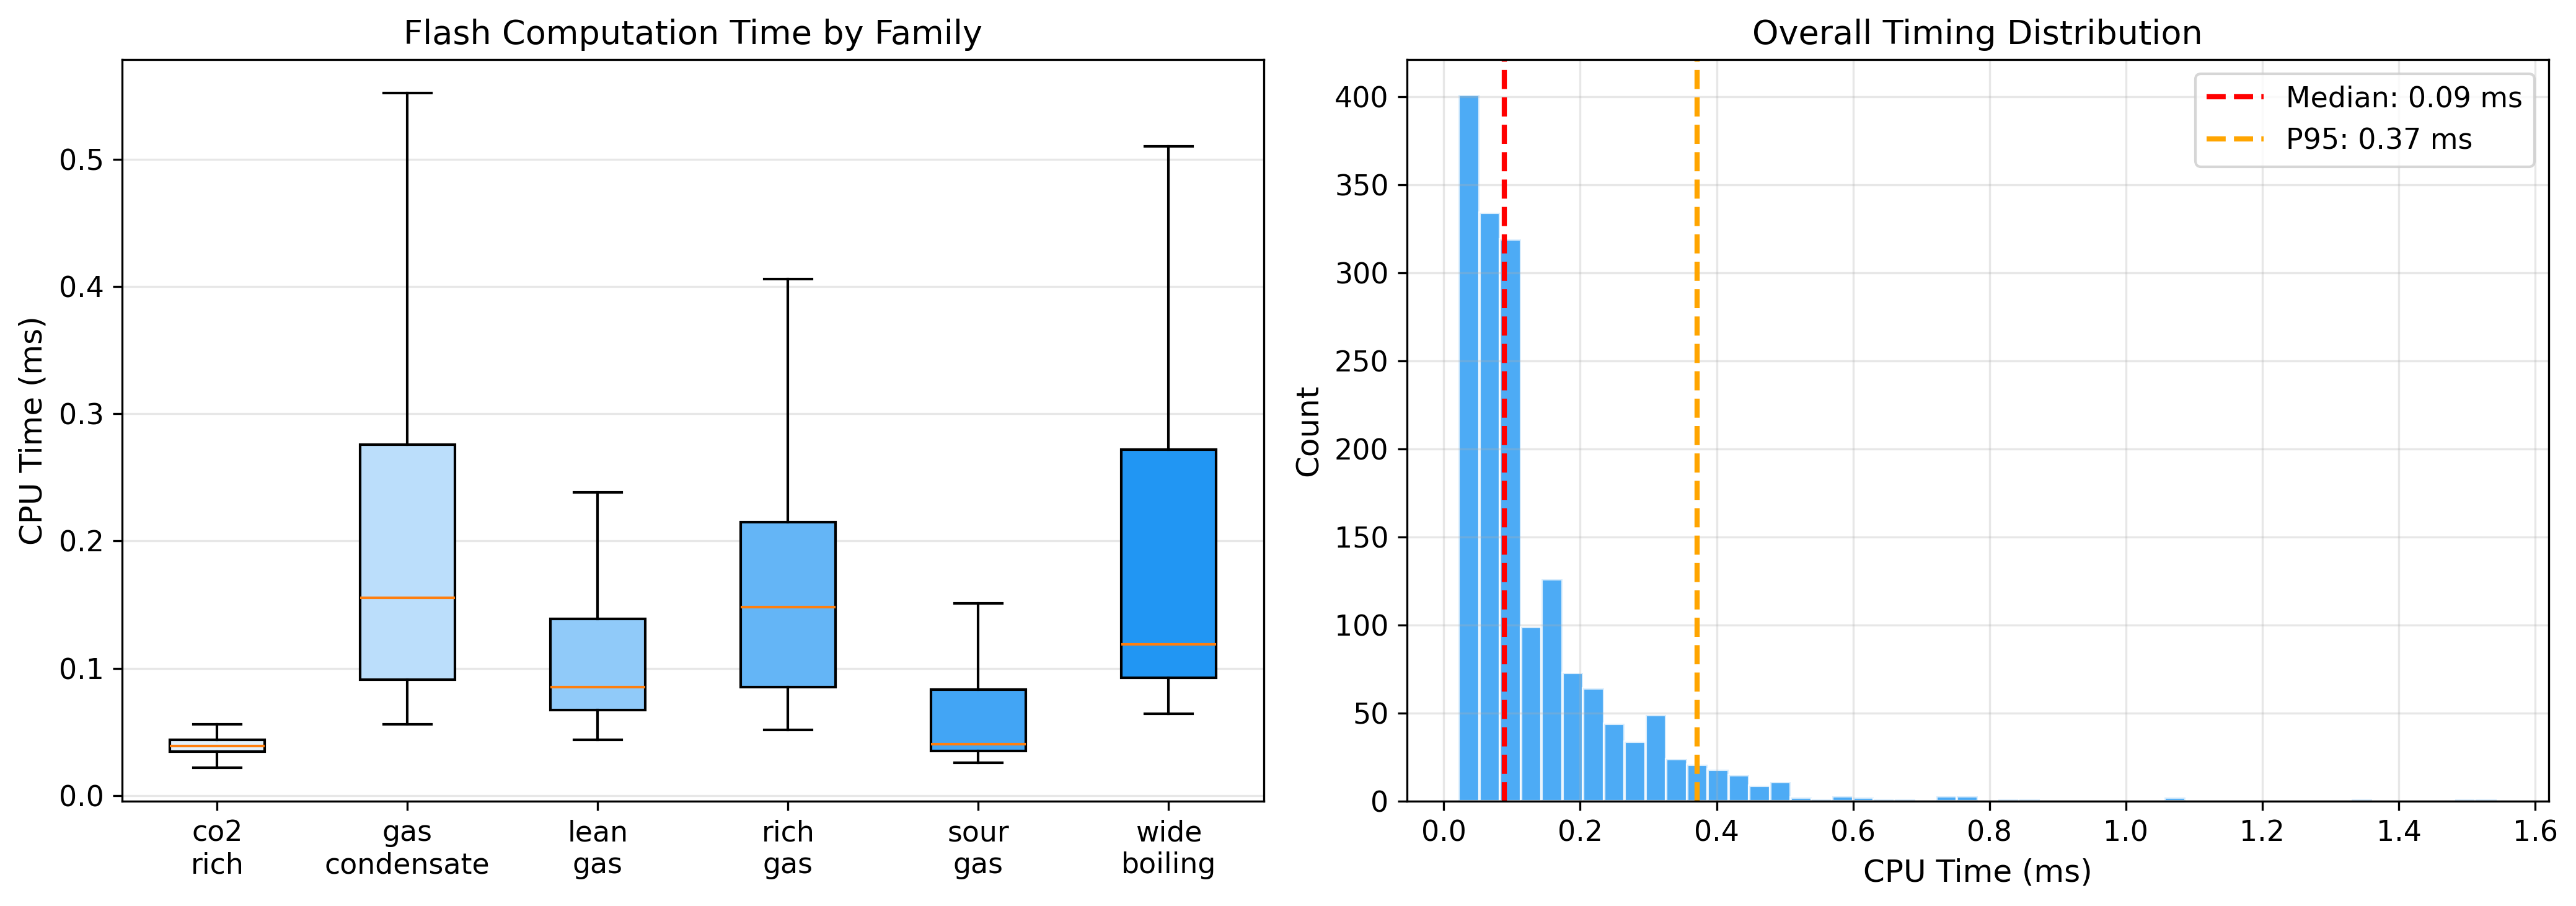 Flash Computation Time by Family
CPU Time (ms)
0.5
0.4
0.3
0.2
0.1
0.0
co2
rich
gas
condensate
lean
gas
rich
gas
sour
gas
wide
boiling
Overall Timing Distribution
Count
400
350
300
250
200
150
100
50
0
Median: 0.09 ms
P95: 0.37 ms
0.0 0.2 0.4 0.6 0.8 1.0 1.2 1.4 1.6
CPU Time (ms)